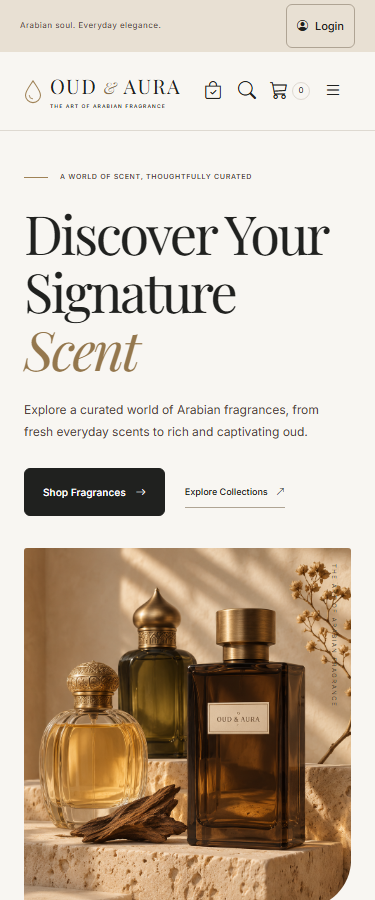 Arabian soul. Everyday elegance.
Login
OUD & AURA
THE ART OF ARABIAN FRAGRANCE
0
A WORLD OF SCENT, THOUGHTFULLY CURATED
Discover Your
Signature
Scent
Explore a curated world of Arabian fragrances, from
fresh everyday scents to rich and captivating oud.
Shop Fragrances →
Explore Collections ↗
THE ART OF ARABIAN FRAGRANCE
OUD & AURA